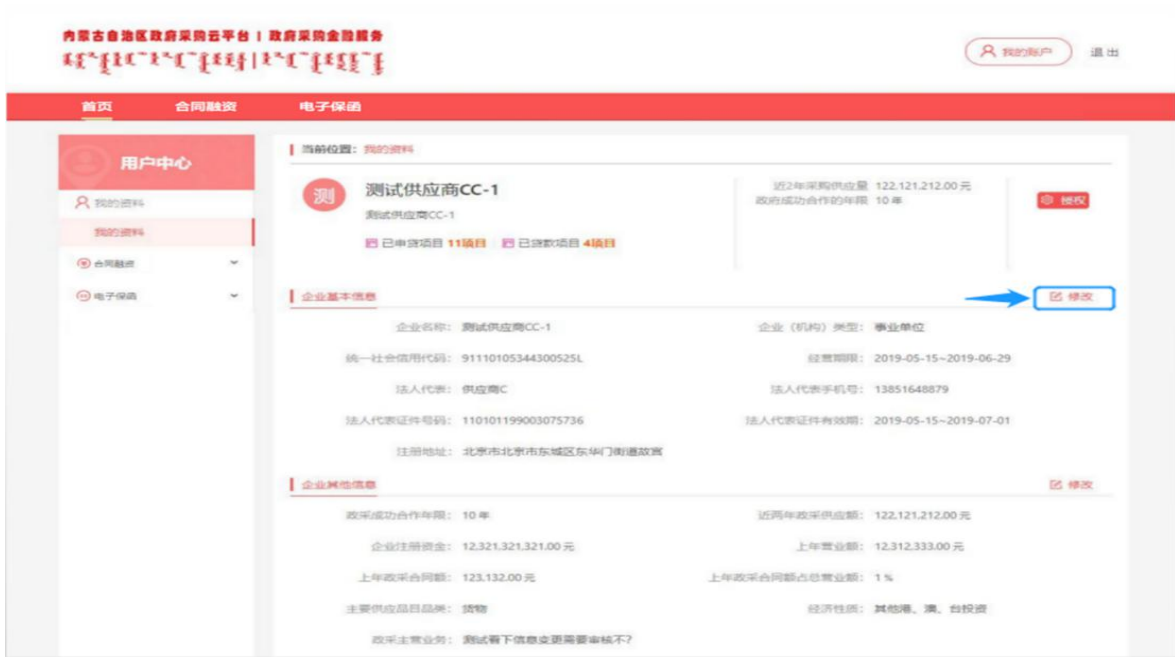 内蒙古自治区政府采购云平台 | 政府采购金融服务
我的账户 退出
首页 合同融资 电子保函
用户中心
我的资料
我的资料
合同融资
电子保函
当前位置: 我的资料
测
测试供应商CC-1
测试供应商CC-1
已申贷项目 11项目 已贷款项目 4项目
近2年采购供应量 122,121,212.00 元
政府成功合作的年限 10 年
授权
企业基本信息 修改
企业名称: 测试供应商CC-1 企业（机构）类型: 事业单位
统一社会信用代码: 91110105344300525L 经营期限: 2019-05-15~2019-06-29
法人代表: 供应商C 法人代表手机号: 13851648879
法人代表证件号码: 110101199003075736 法人代表证件有效期: 2019-05-15~2019-07-01
注册地址: 北京市北京市东城区东华门街道故宫
企业其他信息 修改
政采成功合作年限: 10 年 近两年政采供应额: 122,121,212.00 元
企业注册资金: 12,321,321,321.00 元 上年营业额: 12,312,333.00 元
上年政采合同额: 123,132.00 元 上年政采合同额占总营业额: 1 %
主要供应品目品类: 货物 经济性质: 其他港、澳、台投资
政采主营业务: 测试看下信息变更需要审核不?